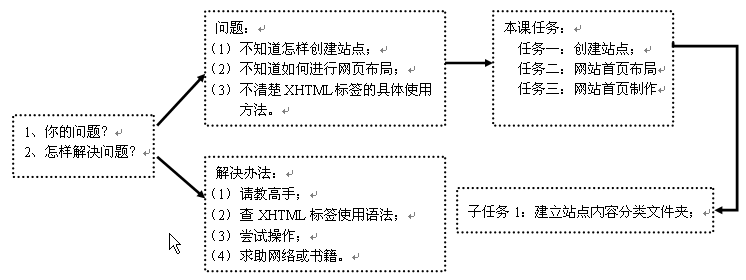 1、你的问题？
2、怎样解决问题？
问题：
（1）不知道怎样创建站点；
（2）不知道如何进行网页布局；
（3）不清楚 XHTML 标签的具体使用
方法。
解决办法：
（1）请教高手；
（2）查 XHTML 标签使用语法；
（3）尝试操作；
（4）求助网络或书籍。
本课任务：
任务一：创建站点；
任务二：网站首页布局
任务三：网站首页制作
子任务 1：建立站点内容分类文件夹；